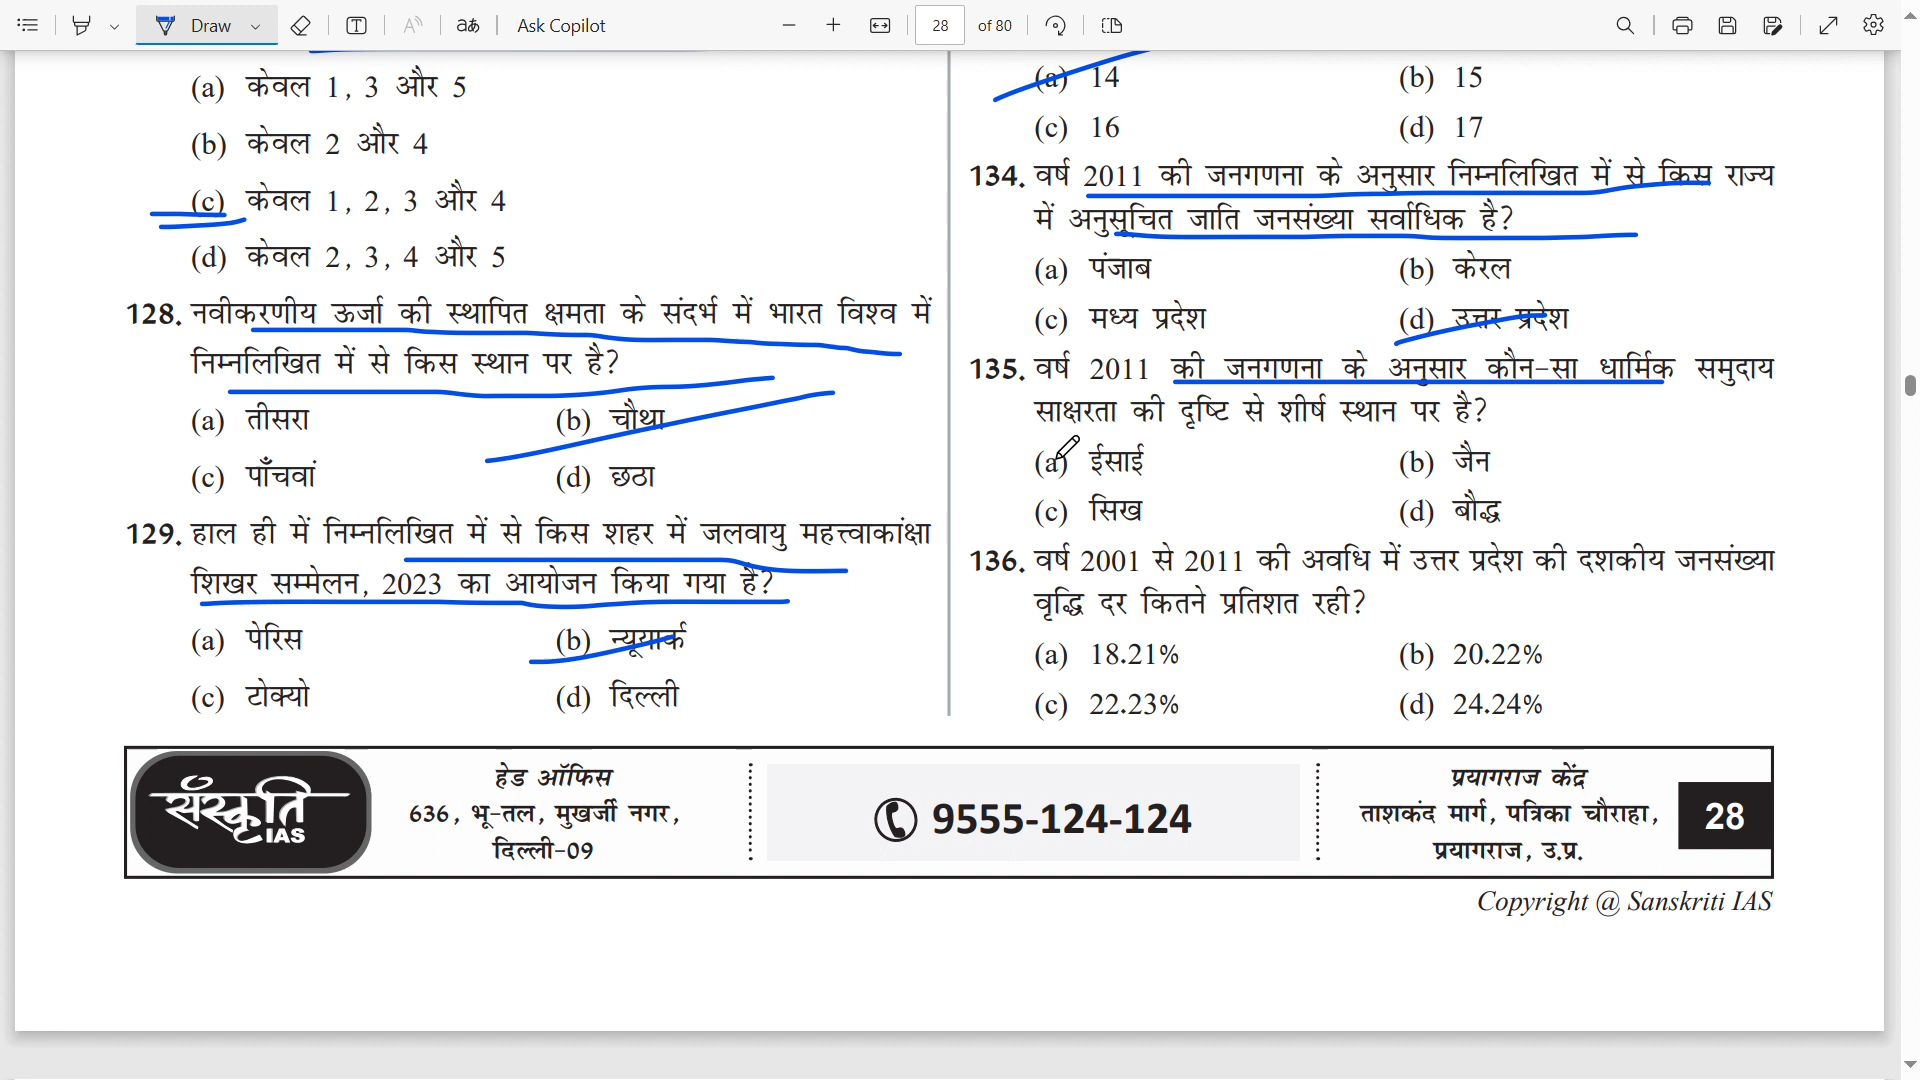 Draw
Ask Copilot
28
of 80
(a) केवल 1, 3 और 5
(b) केवल 2 और 4
(c) केवल 1, 2, 3 और 4
(d) केवल 2, 3, 4 और 5
128. नवीकरणीय ऊर्जा की स्थापित क्षमता के संदर्भ में भारत विश्व में
निम्नलिखित में से किस स्थान पर है?
(a) तीसरा (b) चौथा
(c) पाँचवां (d) छठा
129. हाल ही में निम्नलिखित में से किस शहर में जलवायु महत्त्वाकांक्षा
शिखर सम्मेलन, 2023 का आयोजन किया गया है?
(a) पेरिस (b) न्यूयार्क
(c) टोक्यो (d) दिल्ली
(a) 14 (b) 15
(c) 16 (d) 17
134. वर्ष 2011 की जनगणना के अनुसार निम्नलिखित में से किस राज्य
में अनुसूचित जाति जनसंख्या सर्वाधिक है?
(a) पंजाब (b) केरल
(c) मध्य प्रदेश (d) उत्तर प्रदेश
135. वर्ष 2011 की जनगणना के अनुसार कौन-सा धार्मिक समुदाय
साक्षरता की दृष्टि से शीर्ष स्थान पर है?
(a) ईसाई (b) जैन
(c) सिख (d) बौद्ध
136. वर्ष 2001 से 2011 की अवधि में उत्तर प्रदेश की दशकीय जनसंख्या
वृद्धि दर कितने प्रतिशत रही?
(a) 18.21% (b) 20.22%
(c) 22.23% (d) 24.24%
संस्कृति
IAS
हेड ऑफिस
636, भू-तल, मुखर्जी नगर,
दिल्ली-09
9555-124-124
प्रयागराज केंद्र
ताशकंद मार्ग, पत्रिका चौराहा,
प्रयागराज, उ.प्र.
28
Copyright @ Sanskriti IAS